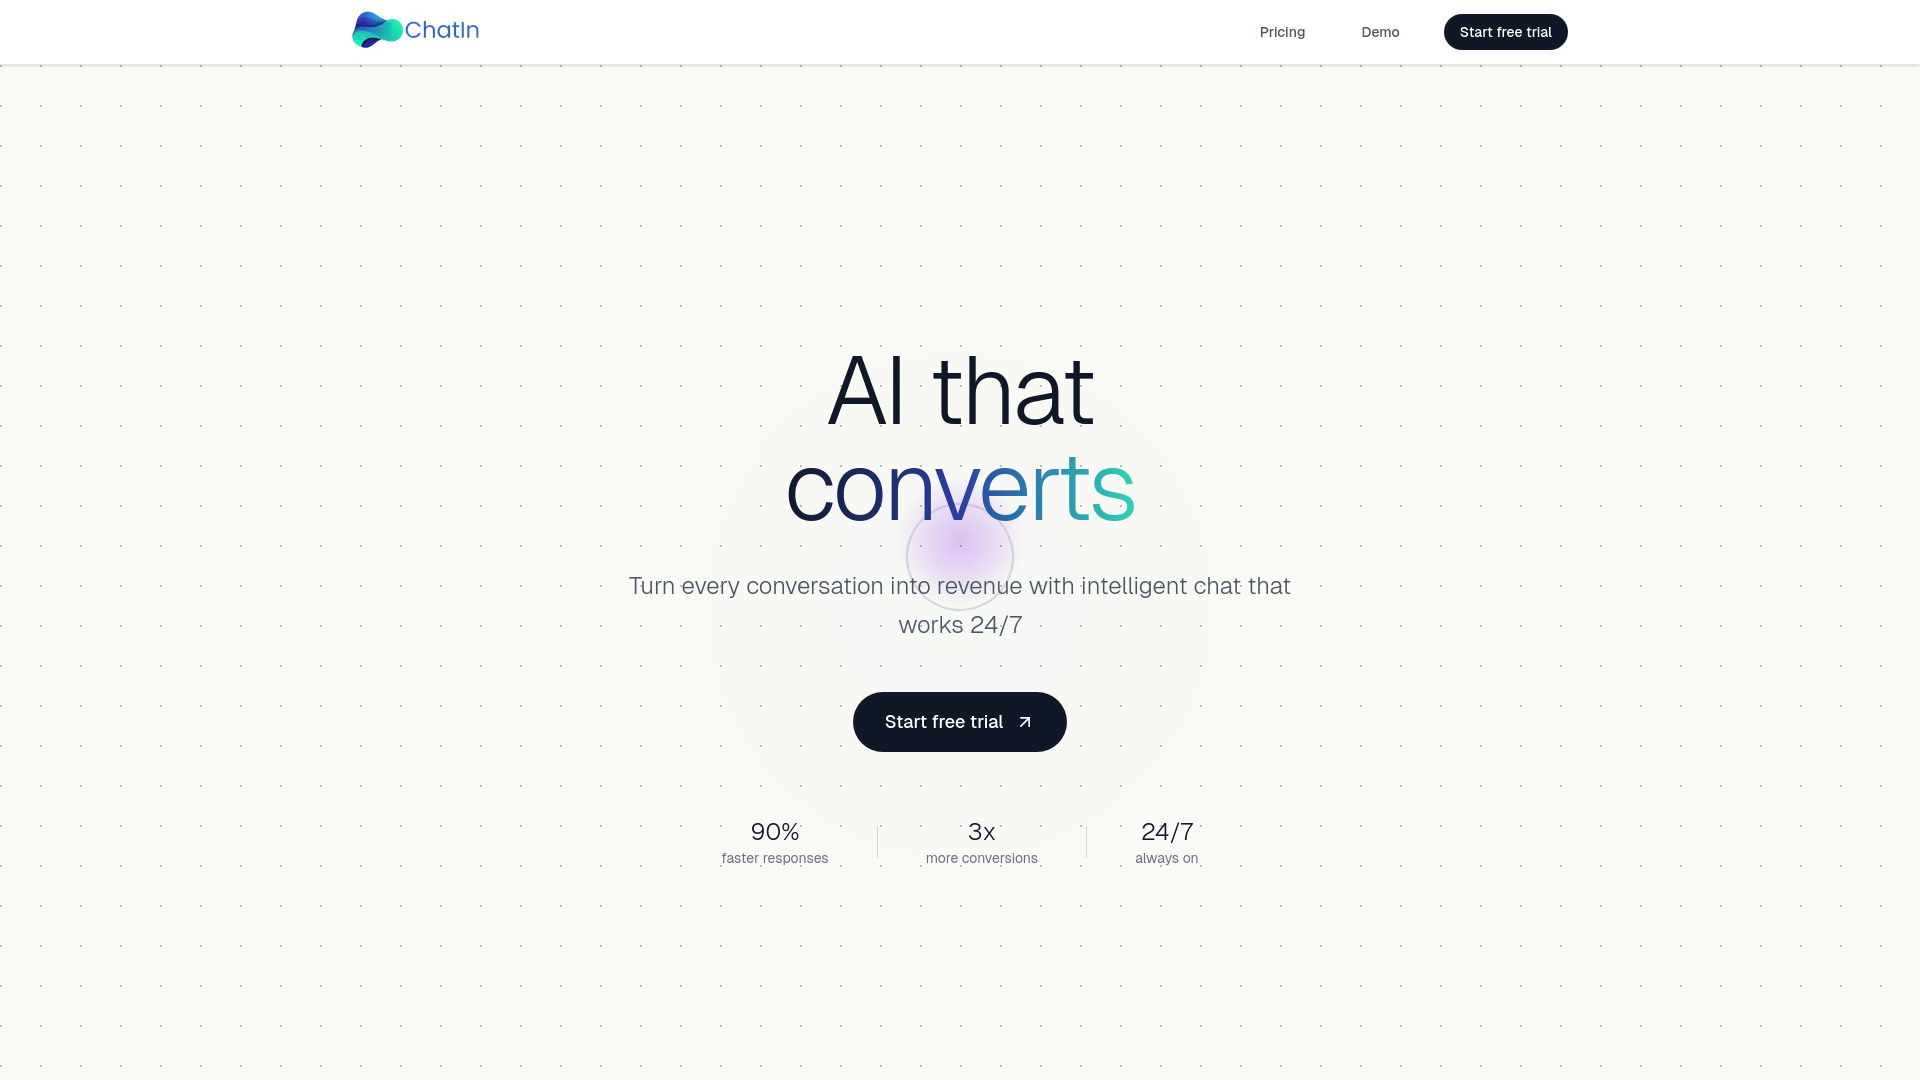 ChatIn
Pricing
Demo
Start free trial
AI that
converts
Turn every conversation into revenue with intelligent chat that
works 24/7
Start free trial
90%
faster responses
3x
more conversions
24/7
always on